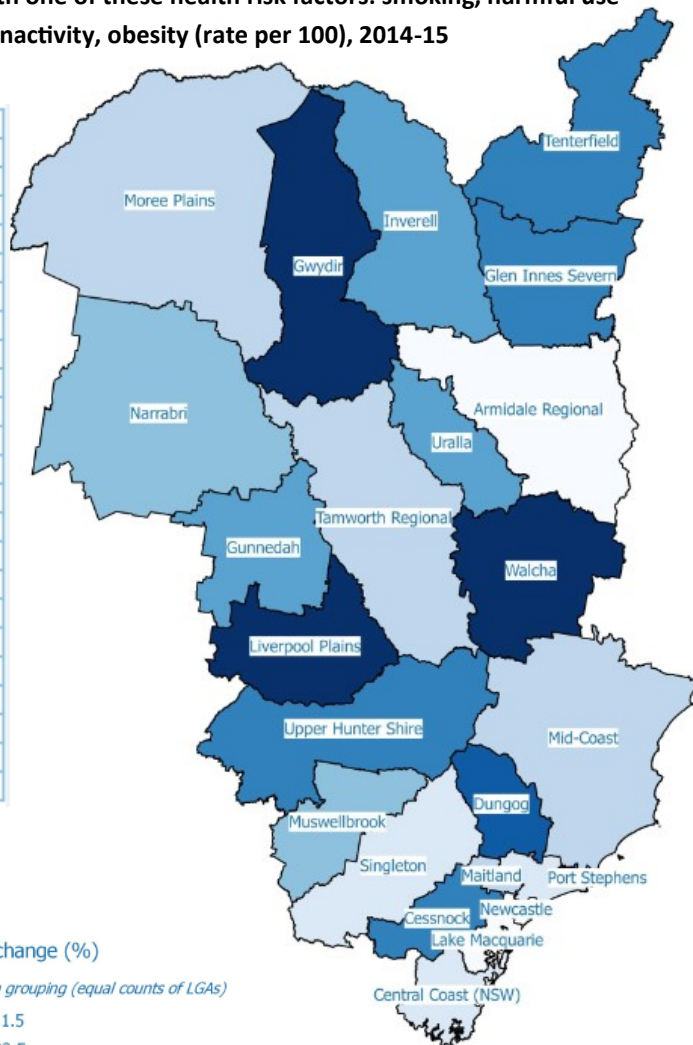 th one of these health risk factors: smoking, harmful use
nactivity, obesity (rate per 100), 2014-15
Tenterfield
Moree Plains
Inverell
Gwydir
Glen Innes Severn
Narrabri
Armidale Regional
Uralla
Tamworth Regional
Gunnedah
Walcha
Liverpool Plains
Upper Hunter Shire
Mid-Coast
Dungog
Muswellbrook
Singleton
Maitland
Port Stephens
Cessnock
Newcastle
Lake Macquarie
Central Coast (NSW)
change (%)
grouping (equal counts of LGAs)
1.5